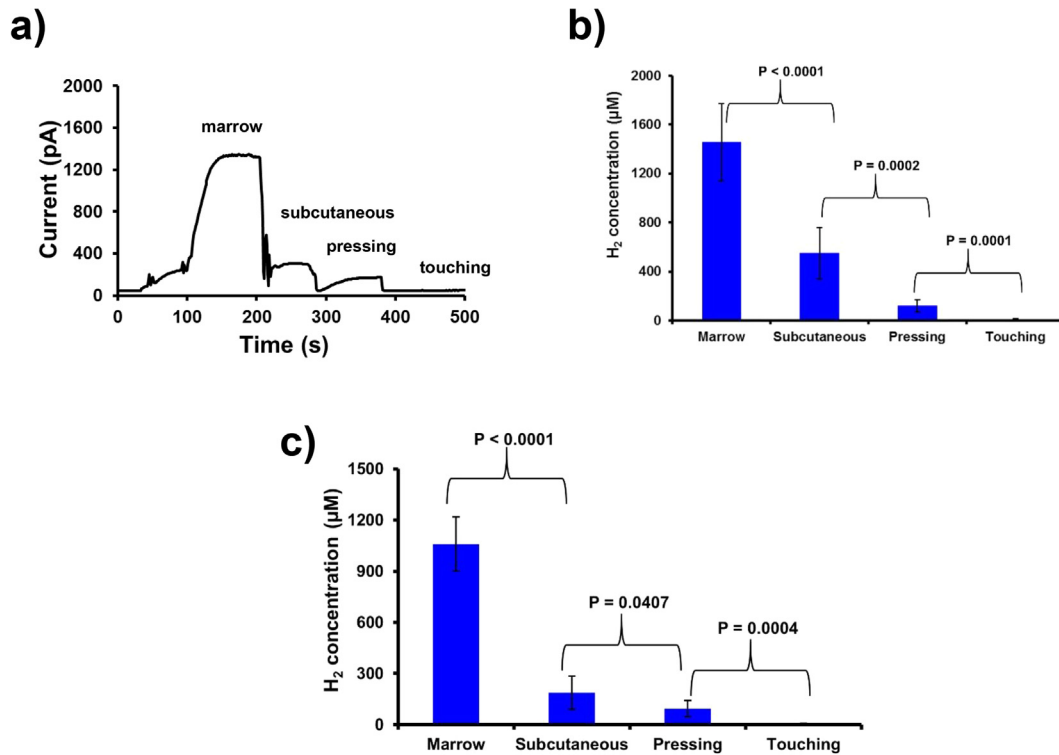 a)
Current (pA)
2000
1600
1200
800
400
0
marrow
subcutaneous
pressing
touching
0 100 200 300 400 500
Time (s)
b)
H₂ concentration (µM)
2000
1600
1200
800
400
0
P < 0.0001
P = 0.0002
P = 0.0001
Marrow Subcutaneous Pressing Touching
c)
H₂ concentration (µM)
1500
1200
900
600
300
0
P < 0.0001
P = 0.0407
P = 0.0004
Marrow Subcutaneous Pressing Touching